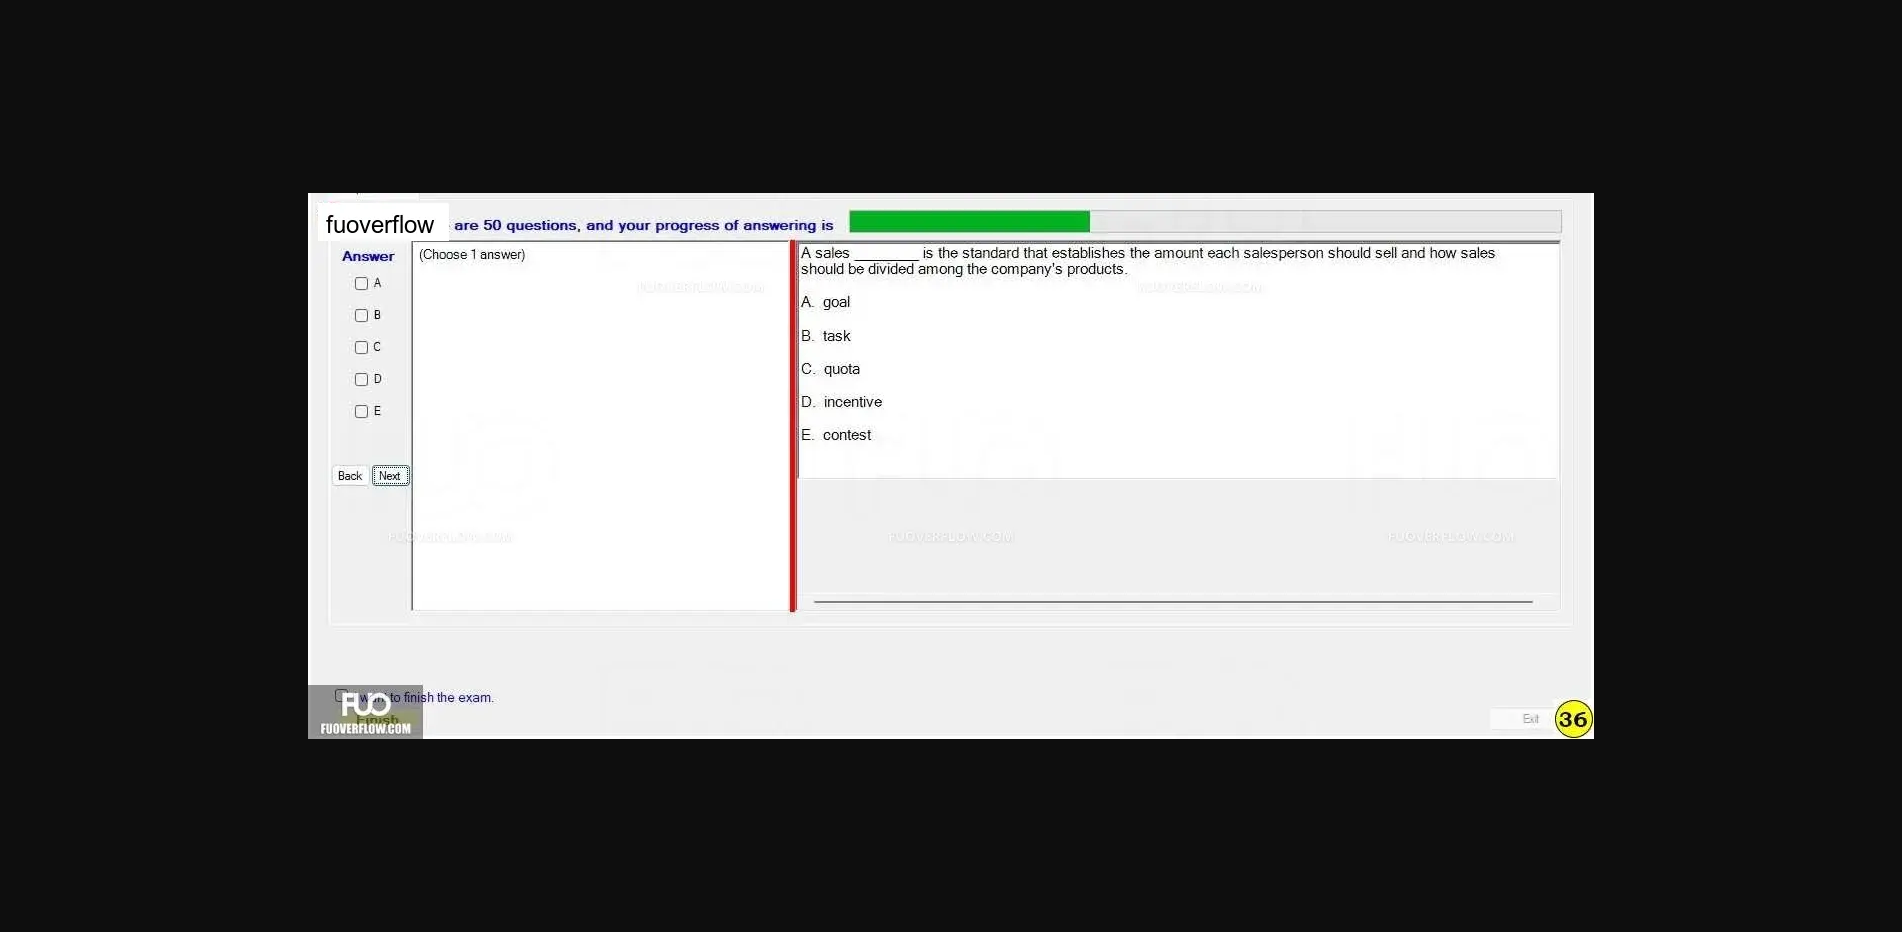 fuoverflow are 50 questions, and your progress of answering is
Answer
(Choose 1 answer)
A
B
C
D
E
Back Next
A sales ________ is the standard that establishes the amount each salesperson should sell and how sales
should be divided among the company's products.
A. goal
B. task
C. quota
D. incentive
E. contest
FUOVERFLOW.COM
FUOVERFLOW.COM
FUOVERFLOW.COM
FUOVERFLOW.COM
FUOVERFLOW.COM
want to finish the exam.
FUO
Finish
FUOVERFLOW.COM
Exit
36